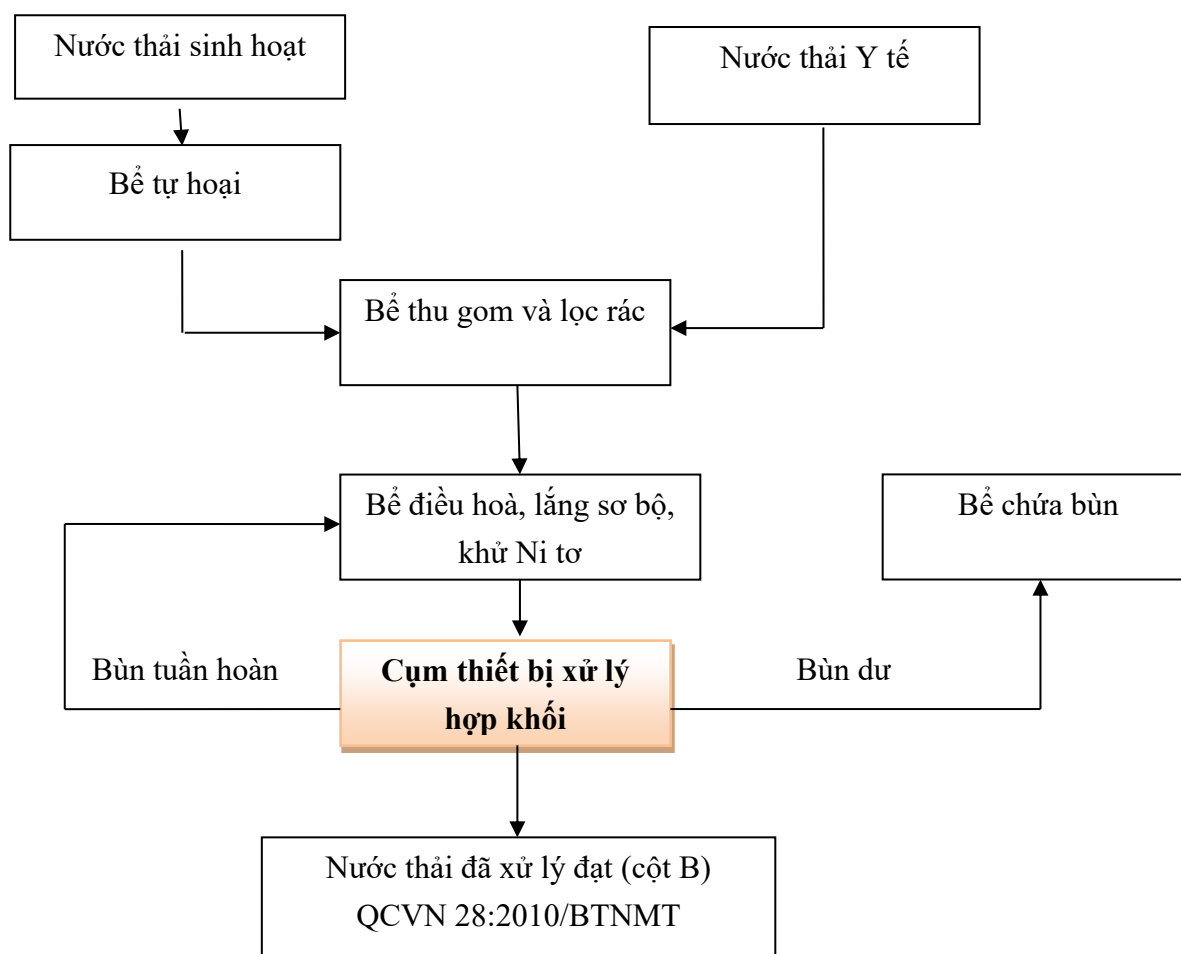 Nước thải sinh hoạt
Nước thải Y tế
Bể tự hoại
Bể thu gom và lọc rác
Bể điều hoà, lắng sơ bộ,
khử Ni tơ
Bể chứa bùn
Bùn tuần hoàn
Cụm thiết bị xử lý
hợp khối
Bùn dư
Nước thải đã xử lý đạt (cột B)
QCVN 28:2010/BTNMT